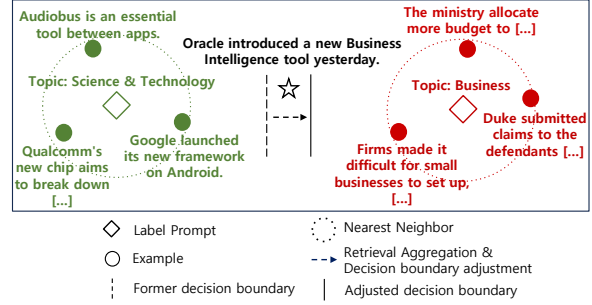 Audiobus is an essential
tool between apps.
Topic: Science & Technology
Google launched
its new framework
on Android.
Qualcomm's
new chip aims
to break down
[...]
Oracle introduced a new Business
Intelligence tool yesterday.
The ministry allocate
more budget to [...]
Topic: Business
Duke submitted
claims to the
defendants [...]
Firms made it
difficult for small
businesses to set up,
[...]
Label Prompt
Nearest Neighbor
Example
Retrieval Aggregation &
Decision boundary adjustment
Former decision boundary
Adjusted decision boundary